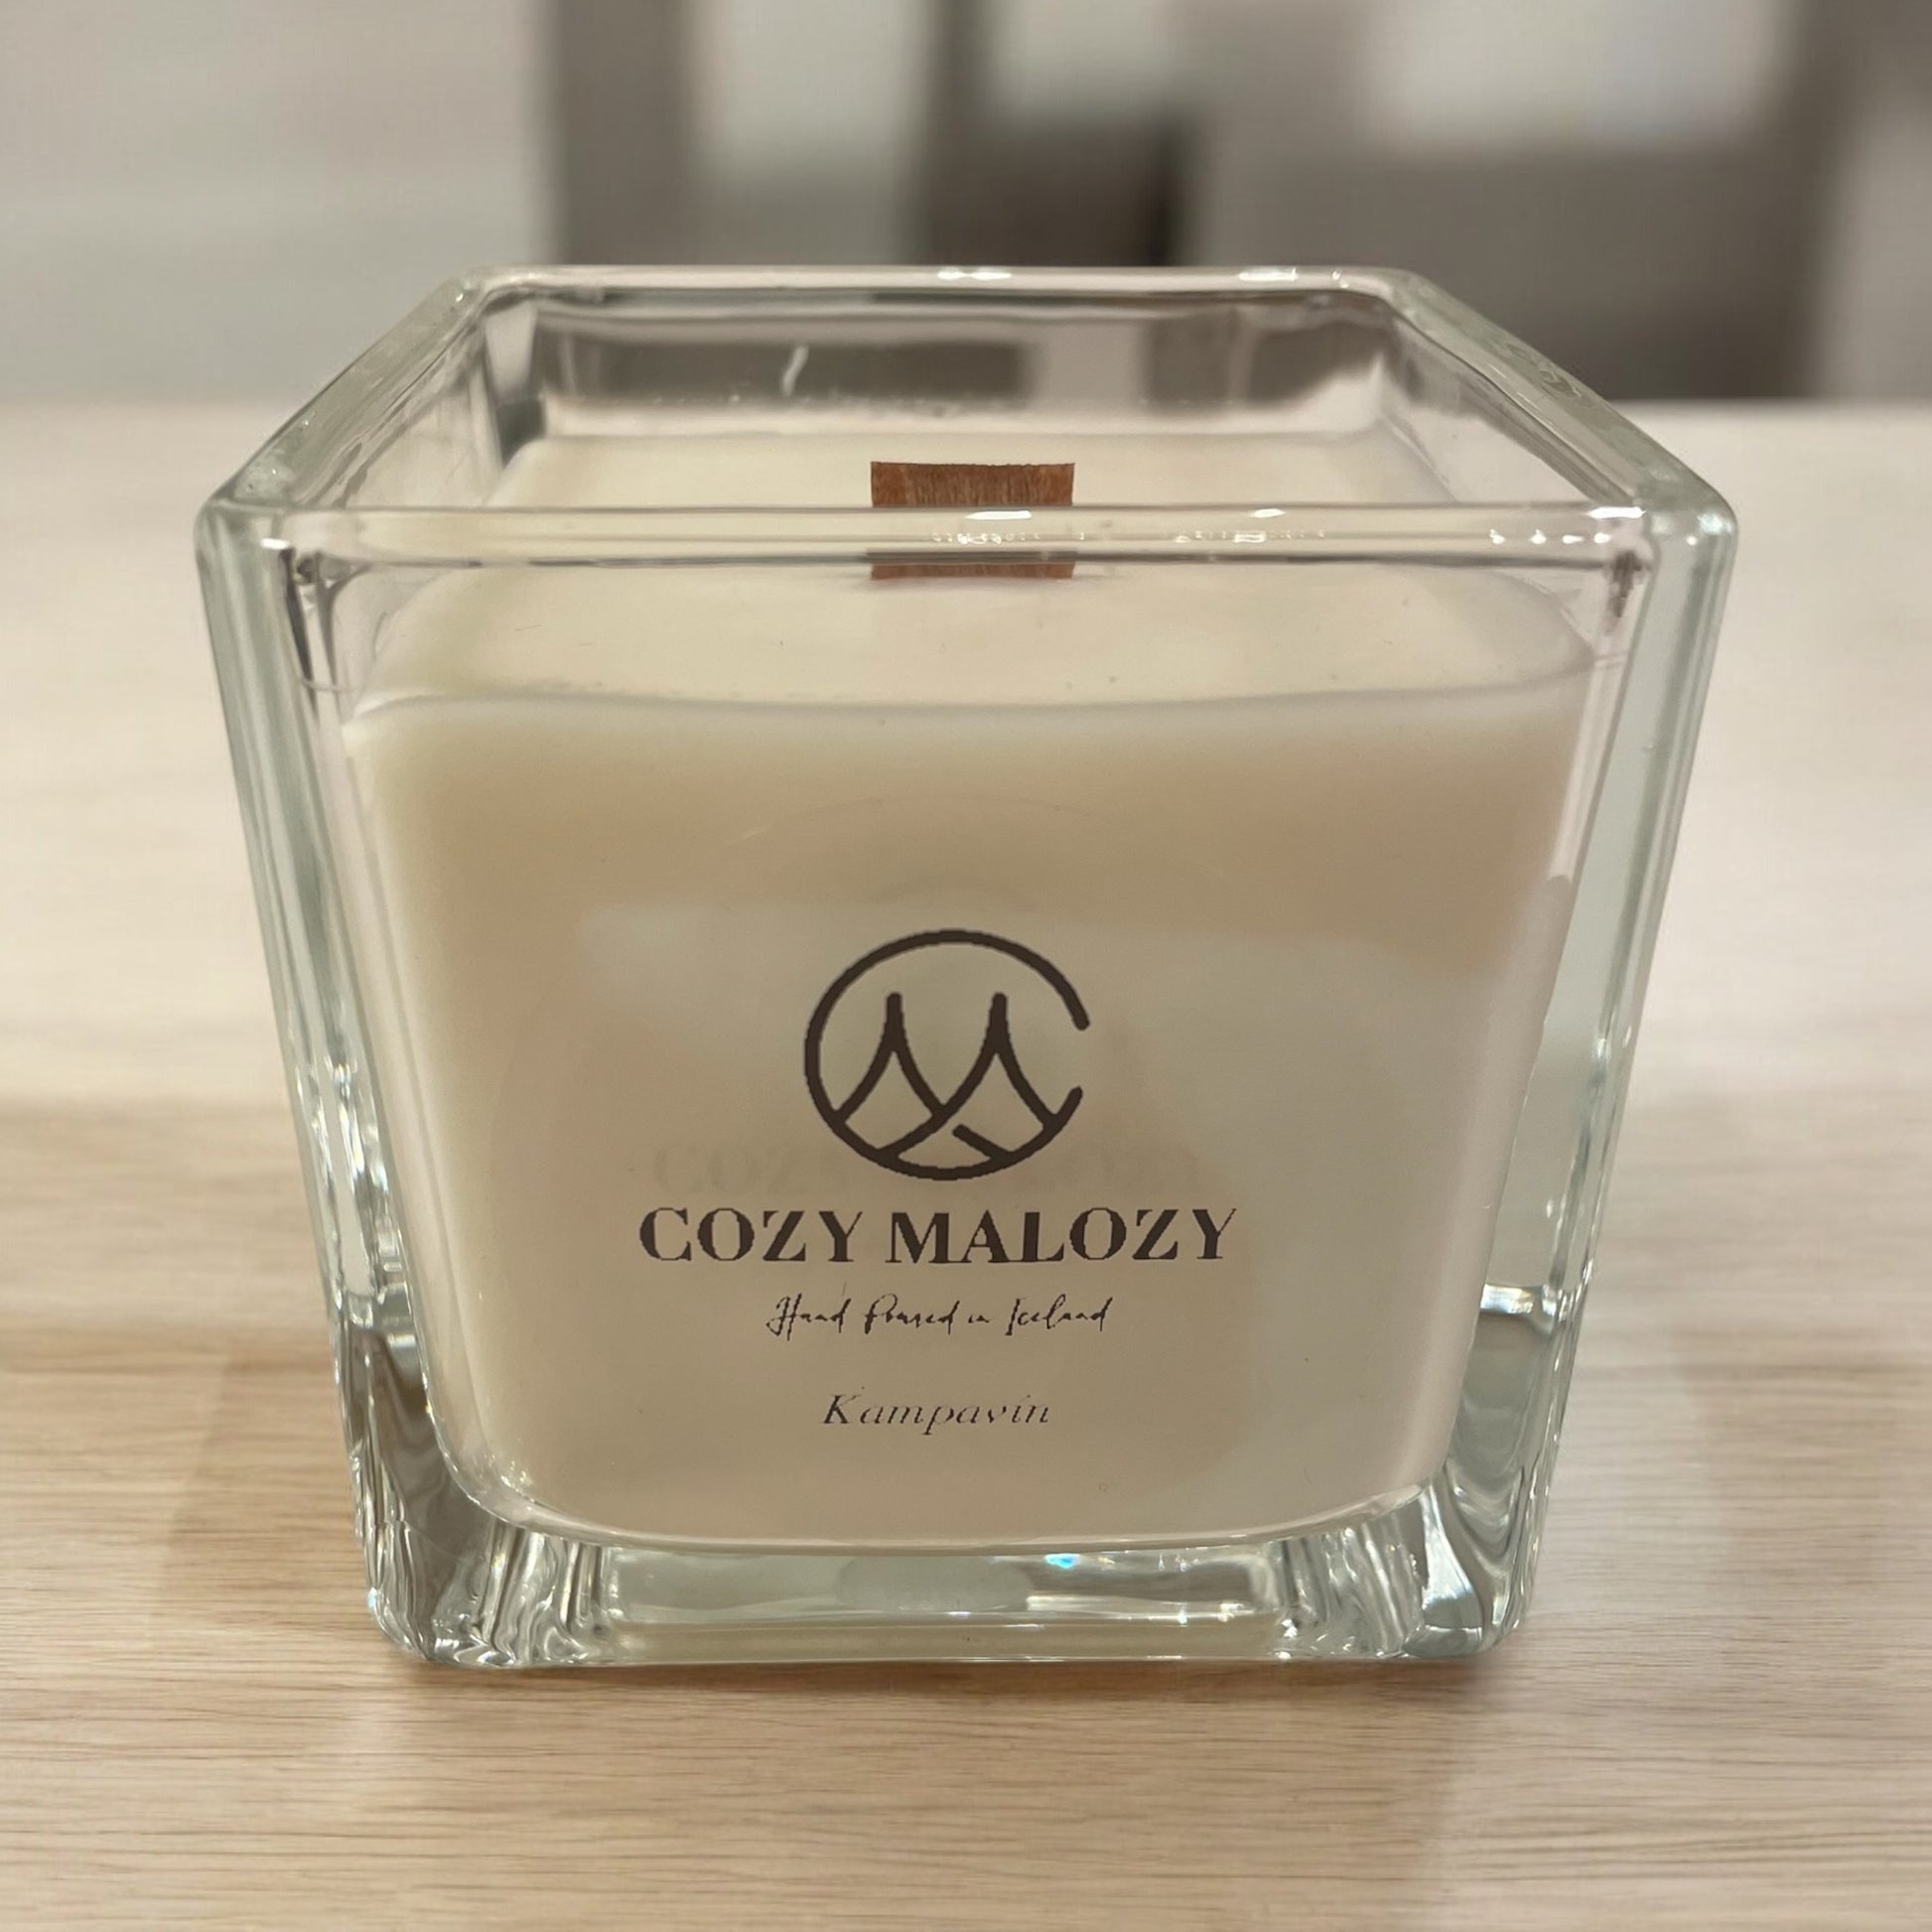 COZY MALOZY
Hand Poured in Iceland
Kampavín